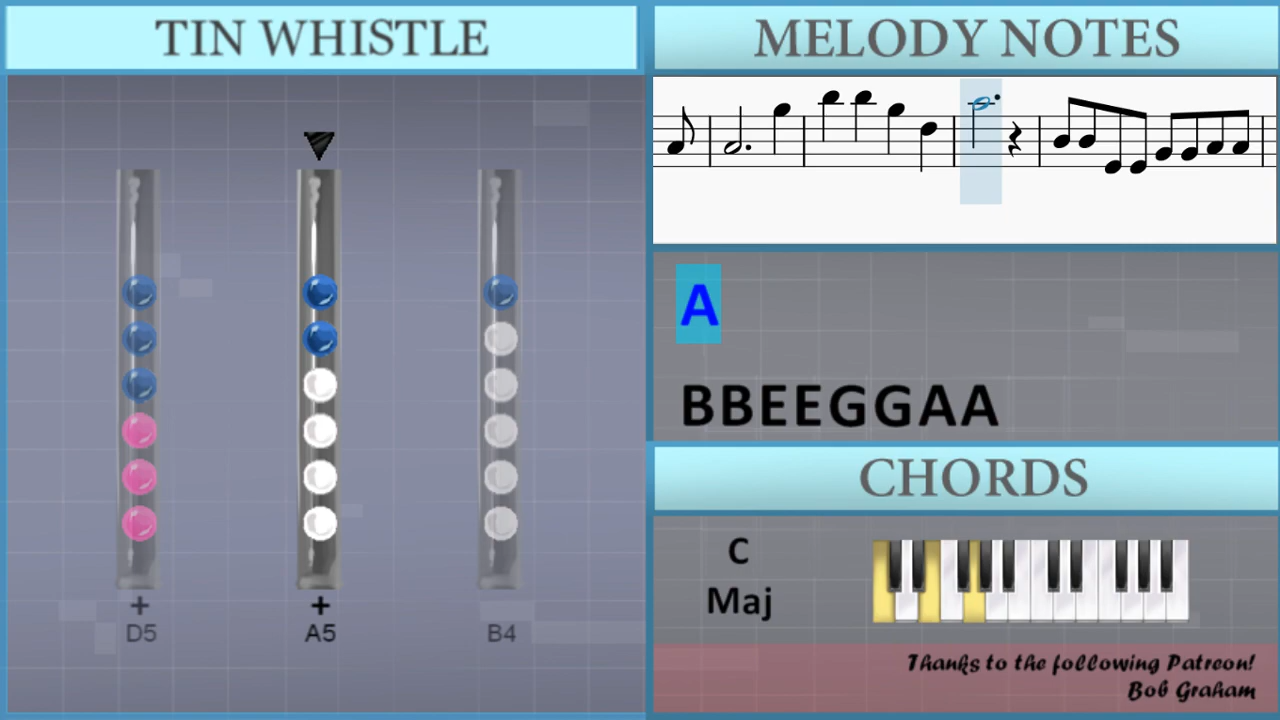 TIN WHISTLE
+
D5
+
A5
B4
MELODY NOTES
A
BBEEGGAA
CHORDS
C
Maj
Thanks to the following Patreon!
Bob Graham